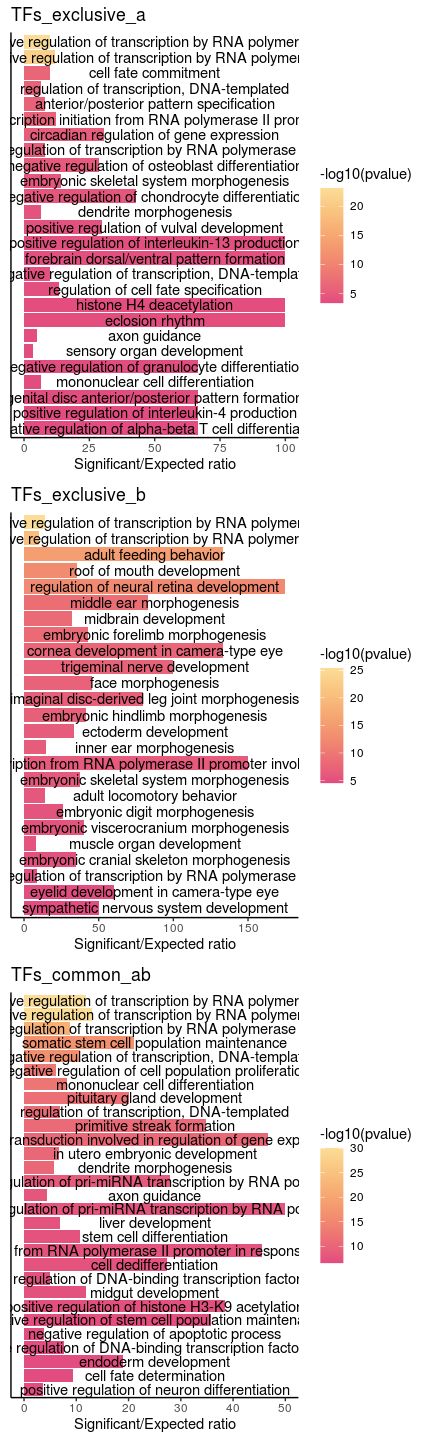 TFs_exclusive_a
ve regulation of transcription by RNA polymer
ive regulation of transcription by RNA polymer
cell fate commitment
regulation of transcription, DNA-templated
anterior/posterior pattern specification
cription initiation from RNA polymerase II pror
circadian regulation of gene expression
egulation of transcription by RNA polymerase
negative regulation of osteoblast differentiation
embryonic skeletal system morphogenesis
egative regulation of chondrocyte differentiatio
dendrite morphogenesis
positive regulation of vulval development
positive regulation of interleukin-13 production
forebrain dorsal/ventral pattern formation
gative regulation of transcription, DNA-templat
regulation of cell fate specification
histone H4 deacetylation
eclosion rhythm
axon guidance
sensory organ development
egative regulation of granulocyte differentiatio
mononuclear cell differentiation
genital disc anterior/posterior pattern formation
positive regulation of interleukin-4 production
ative regulation of alpha-beta T cell differentia
0 25 50 75 100
Significant/Expected ratio
-log10(pvalue)
20
15
10
5
TFs_exclusive_b
ve regulation of transcription by RNA polymer
ive regulation of transcription by RNA polymer
adult feeding behavior
roof of mouth development
regulation of neural retina development
middle ear morphogenesis
midbrain development
embryonic forelimb morphogenesis
cornea development in camera-type eye
trigeminal nerve development
face morphogenesis
imaginal disc-derived leg joint morphogenesis
embryonic hindlimb morphogenesis
ectoderm development
inner ear morphogenesis
iption from RNA polymerase II promoter invol
embryonic skeletal system morphogenesis
adult locomotory behavior
embryonic digit morphogenesis
embryonic viscerocranium morphogenesis
muscle organ development
embryonic cranial skeleton morphogenesis
egulation of transcription by RNA polymerase
eyelid development in camera-type eye
sympathetic nervous system development
0 50 100 150
Significant/Expected ratio
-log10(pvalue)
25
20
15
10
5
TFs_common_ab
ve regulation of transcription by RNA polymer
ive regulation of transcription by RNA polymer
egulation of transcription by RNA polymerase
somatic stem cell population maintenance
gative regulation of transcription, DNA-templat
egative regulation of cell population proliferatio
mononuclear cell differentiation
pituitary gland development
regulation of transcription, DNA-templated
primitive streak formation
transduction involved in regulation of gene exp
in utero embryonic development
dendrite morphogenesis
gulation of pri-miRNA transcription by RNA po
axon guidance
gulation of pri-miRNA transcription by RNA po
liver development
stem cell differentiation
from RNA polymerase II promoter in respons
cell dedifferentiation
regulation of DNA-binding transcription factor
midgut development
positive regulation of histone H3-K9 acetylation
ive regulation of stem cell population maintena
negative regulation of apoptotic process
regulation of DNA-binding transcription facto
endoderm development
cell fate determination
positive regulation of neuron differentiation
0 10 20 30 40 50
Significant/Expected ratio
-log10(pvalue)
30
25
20
15
10